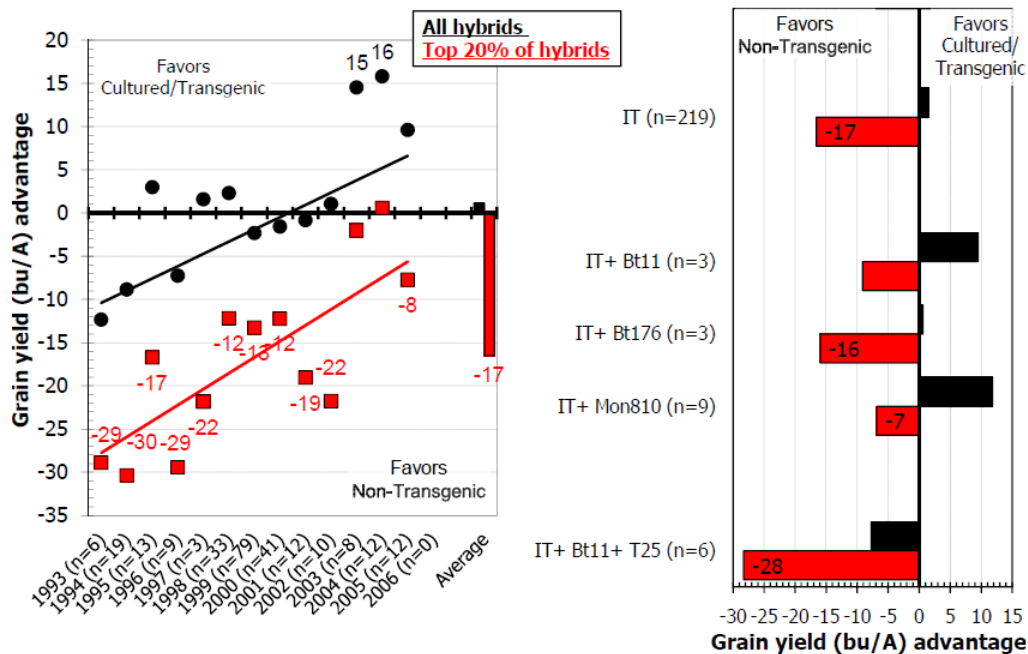 All hybrids
Top 20% of hybrids
Grain yield (bu/A) advantage
20
15
10
5
0
-5
-10
-15
-20
-25
-30
-35
Favors
Cultured/Transgenic
15
16
-29
-30
-17
-29
-22
-12
-13
-12
-19
-22
-8
-17
Favors
Non-Transgenic
1993 (n=6)
1994 (n=19)
1995 (n=13)
1996 (n=9)
1997 (n=3)
1998 (n=33)
1999 (n=79)
2000 (n=41)
2001 (n=12)
2002 (n=10)
2003 (n=8)
2004 (n=12)
2005 (n=12)
2006 (n=0)
Average
Favors
Non-Transgenic
Favors
Cultured/
Transgenic
IT (n=219)
-17
IT+ Bt11 (n=3)
IT+ Bt176 (n=3)
-16
IT+ Mon810 (n=9)
-7
IT+ Bt11+ T25 (n=6)
-28
-30 -25 -20 -15 -10 -5 0 5 10 15
Grain yield (bu/A) advantage